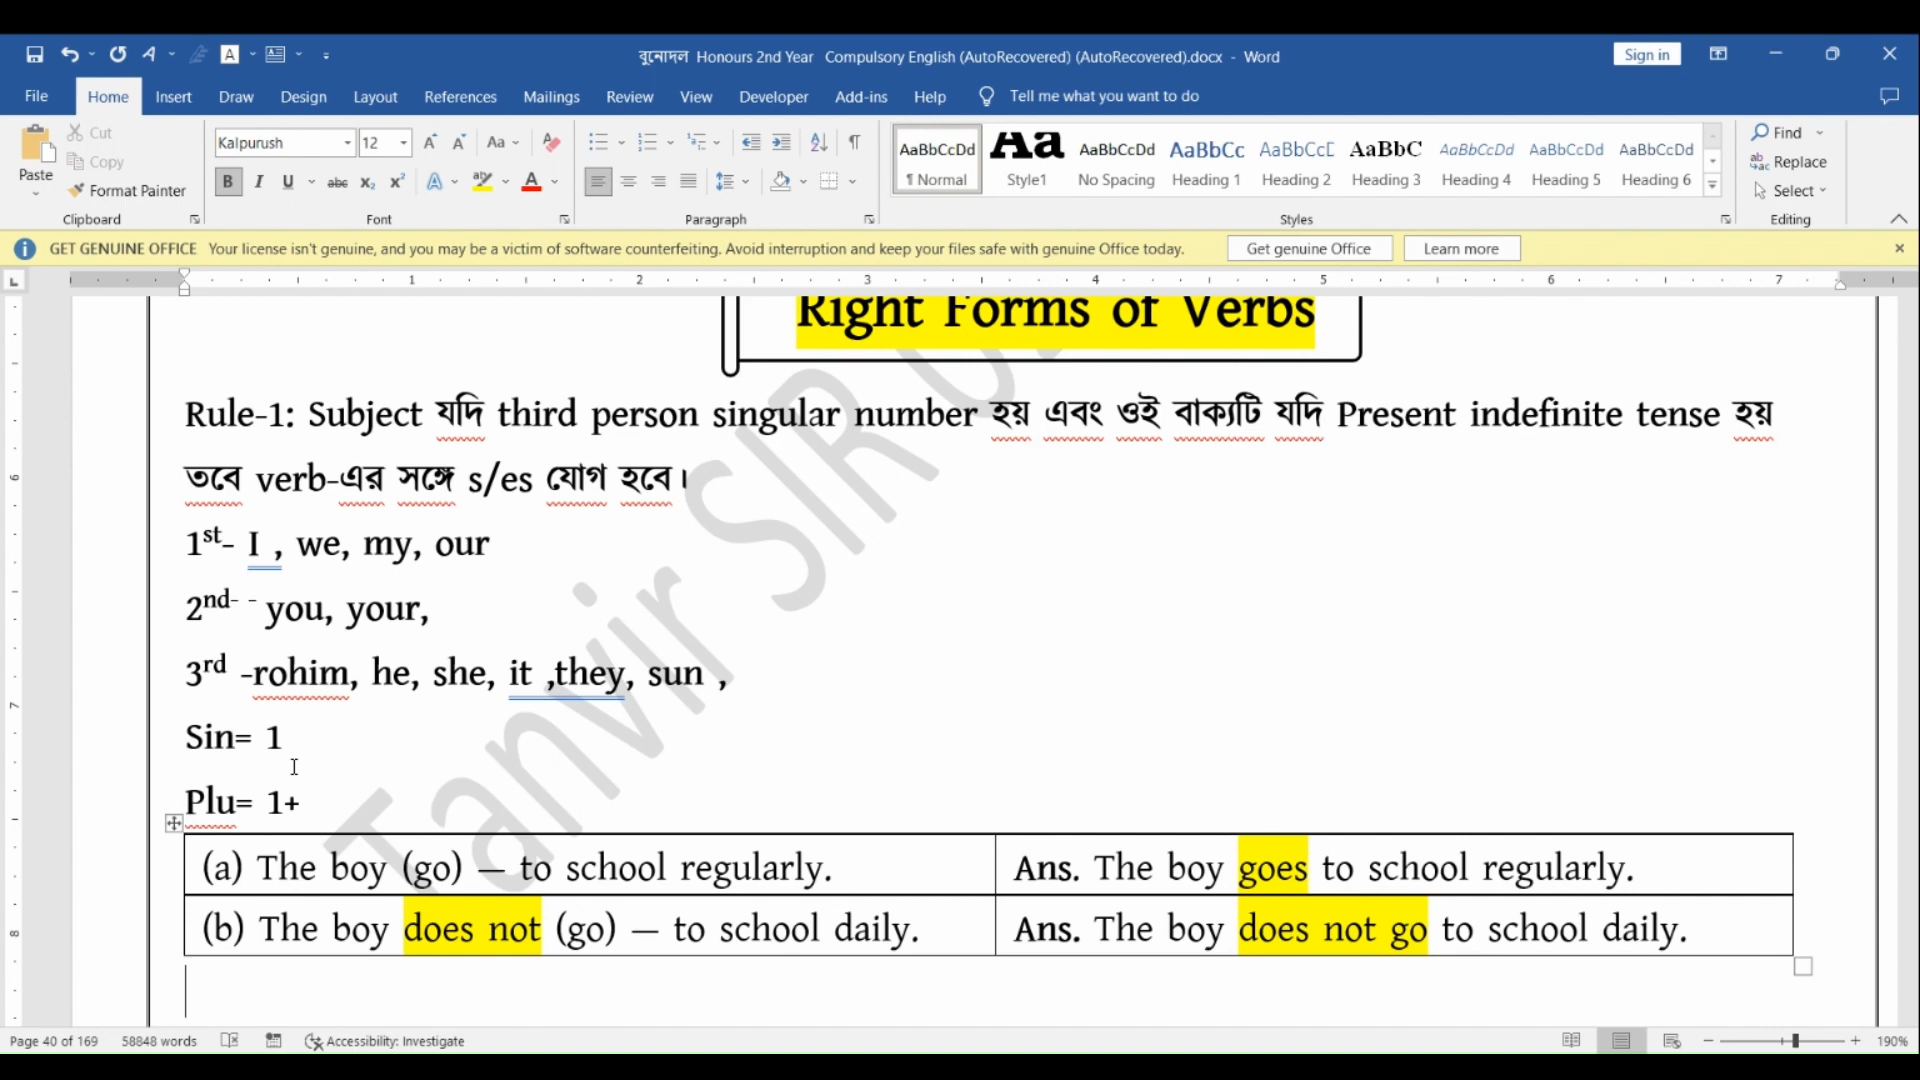 বুনোদল Honours 2nd Year Compulsory English (AutoRecovered) (AutoRecovered).docx - Word
Sign in
File Home Insert Draw Design Layout References Mailings Review View Developer Add-ins Help Tell me what you want to do
Paste
Cut
Copy
Format Painter
Clipboard
Kalpurush 12
Font
Paragraph
AaBbCcDd AaBbCcDd AaBbCc AaBbCcD AaBbC AaBbCcDd AaBbCcDd AaBbCcDd
¶ Normal Style1 No Spacing Heading 1 Heading 2 Heading 3 Heading 4 Heading 5 Heading 6
Styles
Find
Replace
Select
Editing
GET GENUINE OFFICE Your license isn't genuine, and you may be a victim of software counterfeiting. Avoid interruption and keep your files safe with genuine Office today. Get genuine Office Learn more
1 2 3 4 5 6 7
Right Forms of Verbs
Rule-1: Subject যদি third person singular number হয় এবং ওই বাক্যটি যদি Present indefinite tense হয়
তবে verb-এর সঙ্গে s/es যোগ হবে।
1st- I , we, my, our
2nd- - you, your,
3rd -rohim, he, she, it ,they, sun ,
Sin= 1
Plu= 1+
(a) The boy (go) — to school regularly. Ans. The boy goes to school regularly.
(b) The boy does not (go) — to school daily. Ans. The boy does not go to school daily.
Tanvir SIR
Page 40 of 169 58848 words Accessibility: Investigate 190%